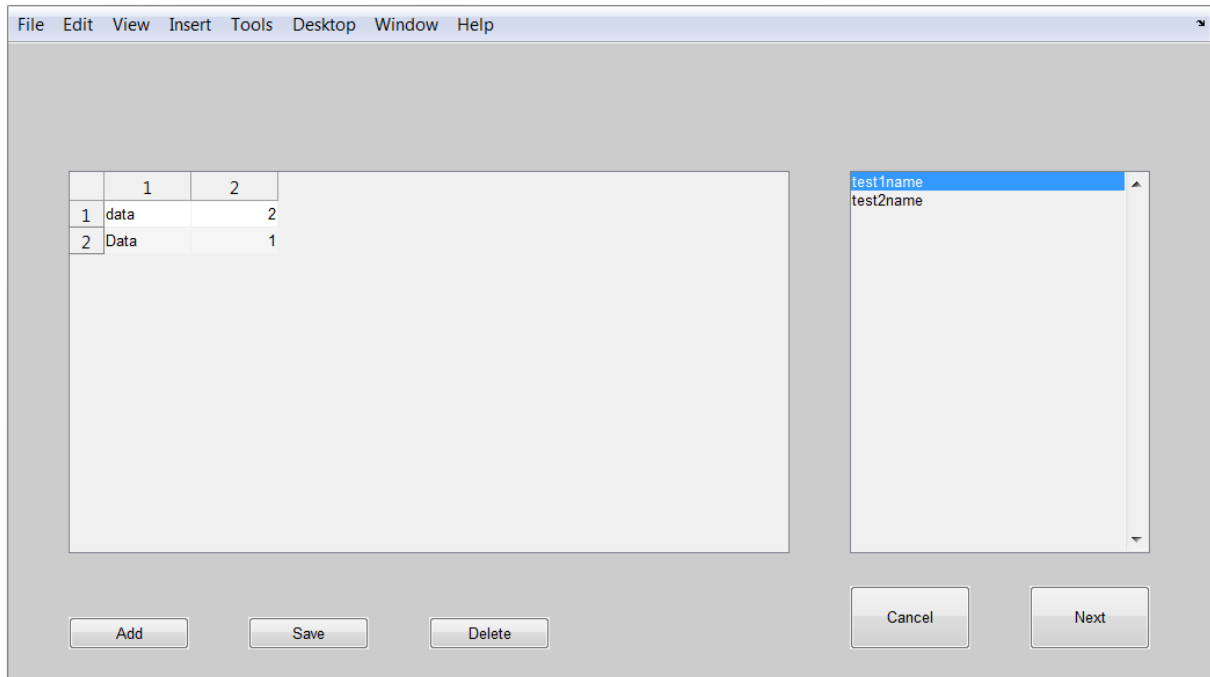 File Edit View Insert Tools Desktop Window Help
1 2
1 data 2
2 Data 1
test1name
test2name
Add Save Delete
Cancel Next